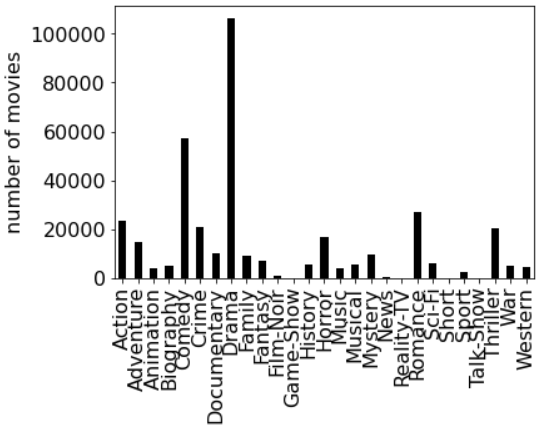 number of movies
100000
80000
60000
40000
20000
0
Action
Adventure
Animation
Biography
Comedy
Crime
Documentary
Drama
Family
Fantasy
Film-Noir
Game-Show
History
Horror
Music
Musical
Mystery
News
Reality-TV
Romance
Sci-Fi
Short
Sport
Talk-Show
Thriller
War
Western